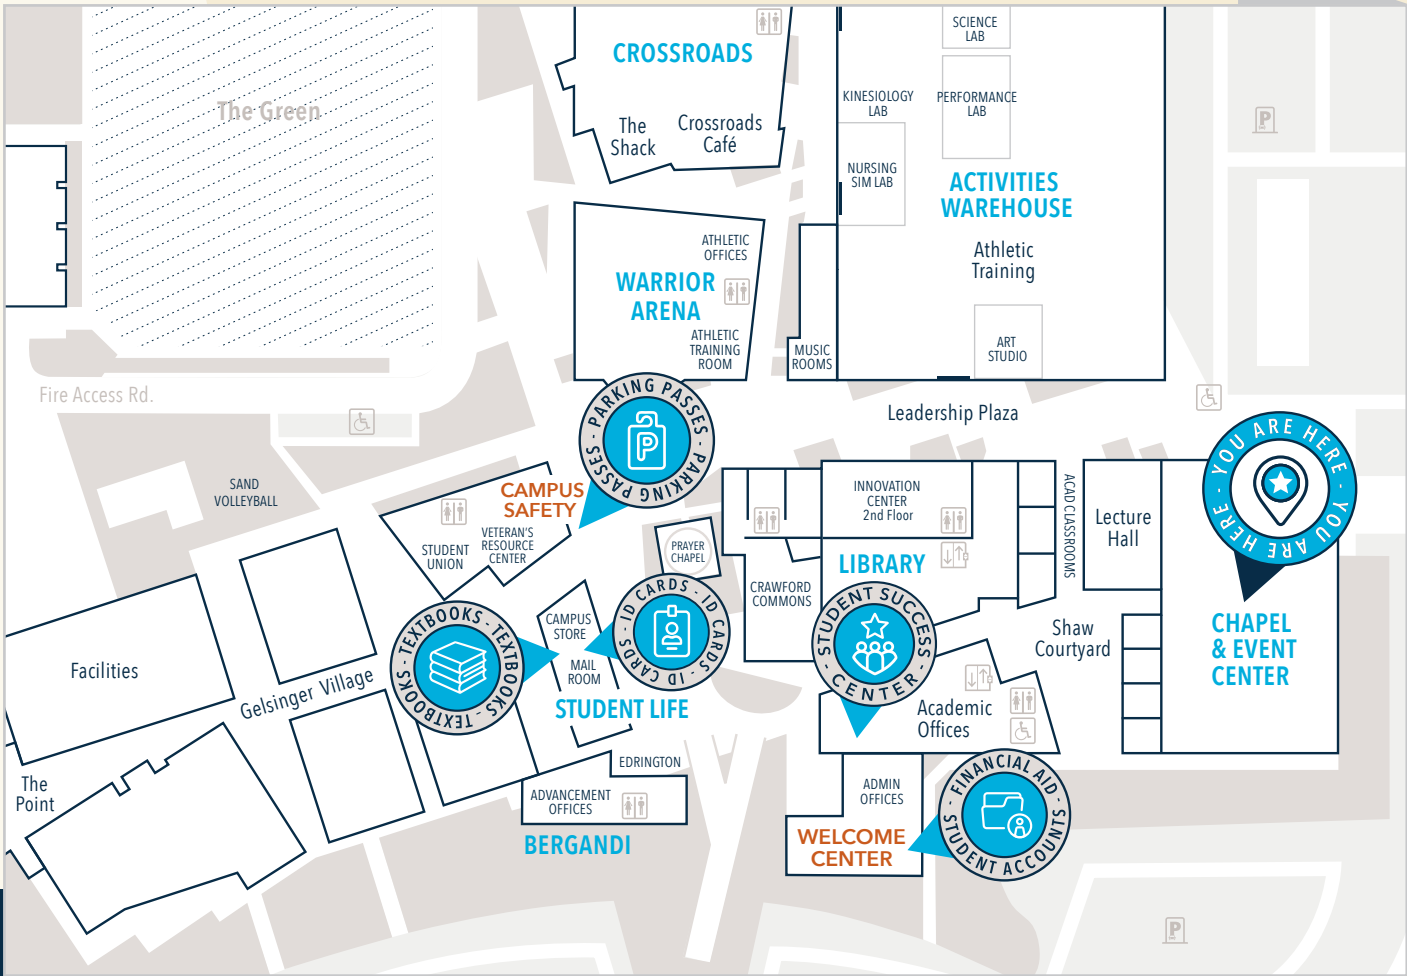 The Green
Fire Access Rd.
CROSSROADS
The
Shack
Crossroads
Café
SCIENCE
LAB
KINESIOLOGY
LAB
PERFORMANCE
LAB
NURSING
SIM LAB
ACTIVITIES
WAREHOUSE
Athletic
Training
ART
STUDIO
MUSIC
ROOMS
ATHLETIC
OFFICES
WARRIOR
ARENA
ATHLETIC
TRAINING
ROOM
P
P
Leadership Plaza
PARKING PASSES - PARKING PASSES -
P
YOU ARE HERE - YOU ARE HERE -
SAND
VOLLEYBALL
CAMPUS
SAFETY
VETERAN'S
RESOURCE
CENTER
STUDENT
UNION
PRAYER
CHAPEL
INNOVATION
CENTER
2nd Floor
ACAD CLASSROOMS
Lecture
Hall
LIBRARY
CRAWFORD
COMMONS
STUDENT SUCCESS - CENTER -
Shaw
Courtyard
CHAPEL
& EVENT
CENTER
ID CARDS - ID CARDS - ID CARDS -
CAMPUS
STORE
MAIL
ROOM
STUDENT LIFE
TEXTBOOKS - TEXTBOOKS - TEXTBOOKS -
Facilities
Gelsinger Village
The
Point
Academic
Offices
EDRINGTON
ADVANCEMENT
OFFICES
BERGANDI
ADMIN
OFFICES
WELCOME
CENTER
FINANCIAL AID - STUDENT ACCOUNTS -